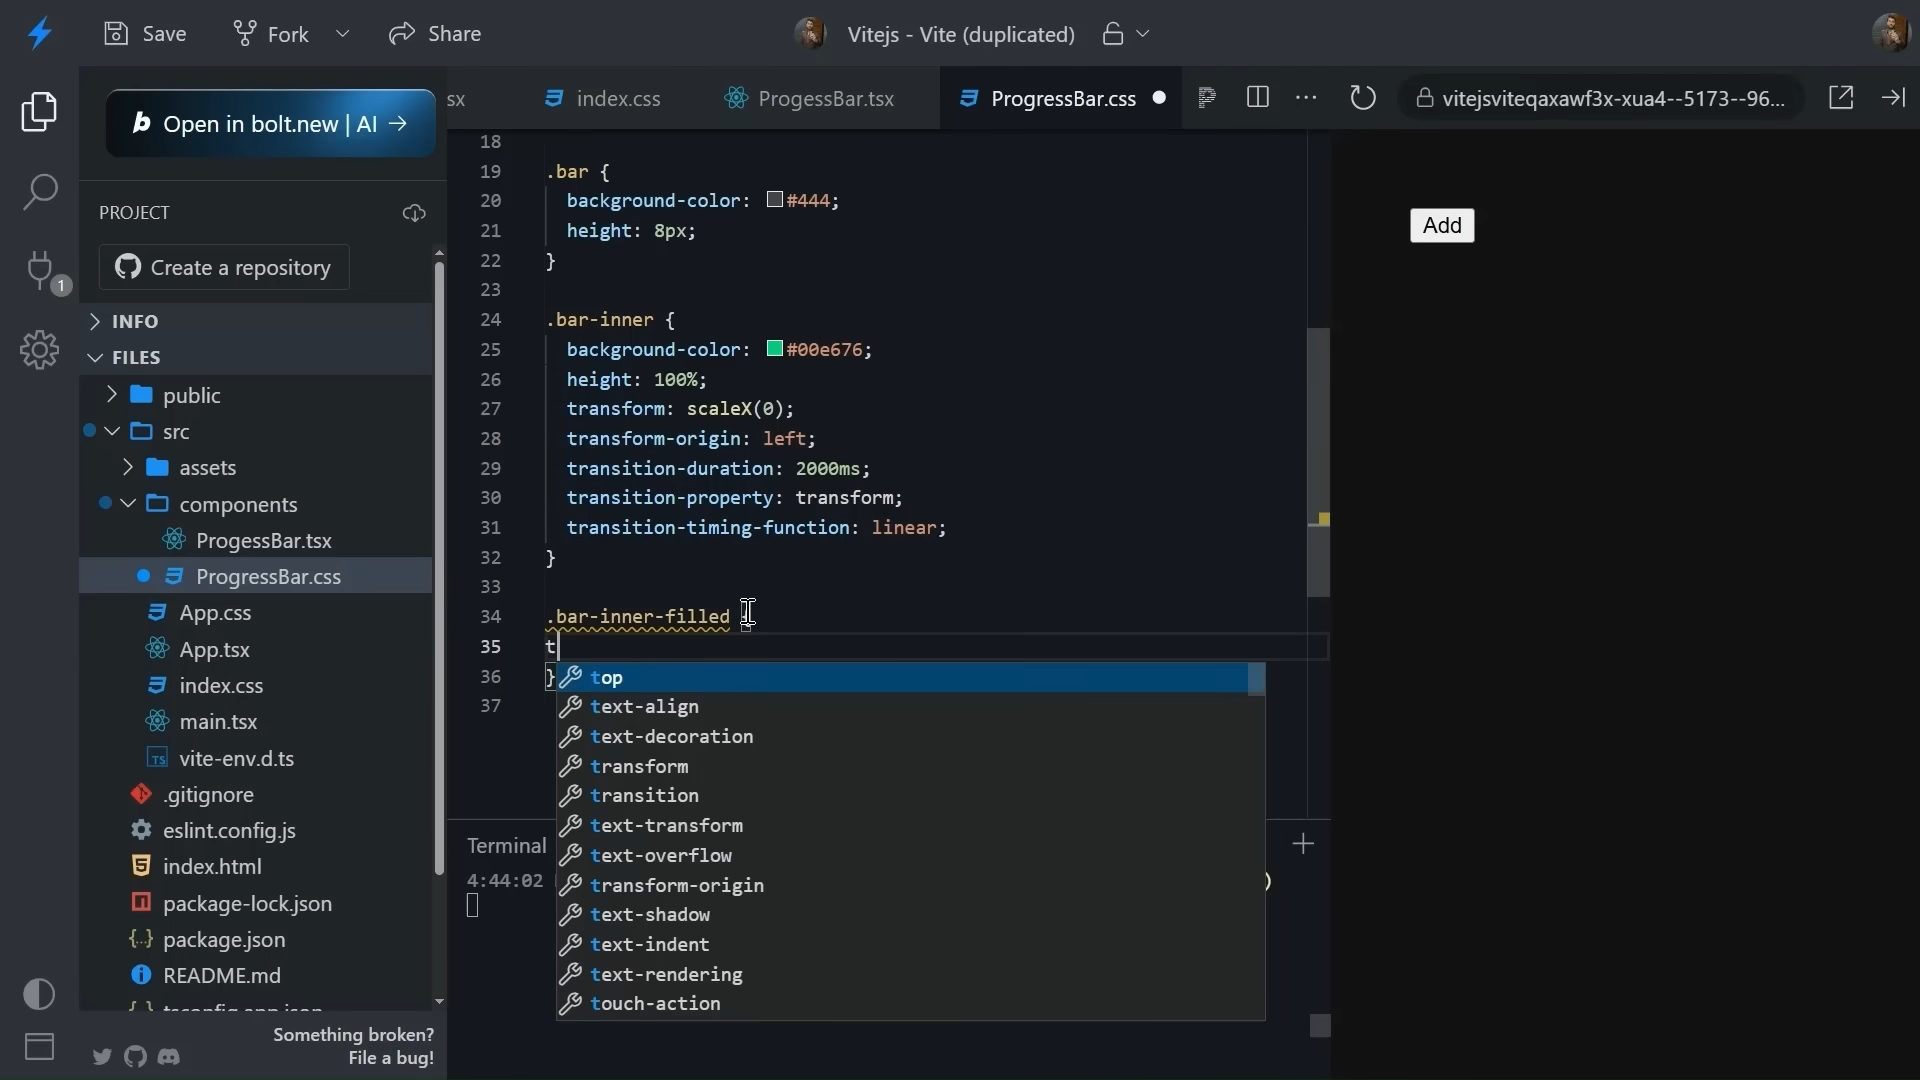 Save
Fork
Share
Vitejs - Vite (duplicated)
Open in bolt.new | AI →
sx
index.css
ProgessBar.tsx
ProgressBar.css
vitejsviteqaxawf3x-xua4--5173--96...
PROJECT
Create a repository
1
INFO
FILES
public
src
assets
components
ProgessBar.tsx
ProgressBar.css
App.css
App.tsx
index.css
main.tsx
vite-env.d.ts
.gitignore
eslint.config.js
index.html
package-lock.json
package.json
README.md
tsconfig.app.json
Something broken?
File a bug!
18
19 .bar {
20 background-color: #444;
21 height: 8px;
22 }
23
24 .bar-inner {
25 background-color: #00e676;
26 height: 100%;
27 transform: scaleX(0);
28 transform-origin: left;
29 transition-duration: 2000ms;
30 transition-property: transform;
31 transition-timing-function: linear;
32 }
33
34 .bar-inner-filled {
35 t
36 }
37
top
text-align
text-decoration
transform
transition
text-transform
text-overflow
transform-origin
text-shadow
text-indent
text-rendering
touch-action
Terminal
4:44:02
)
Add